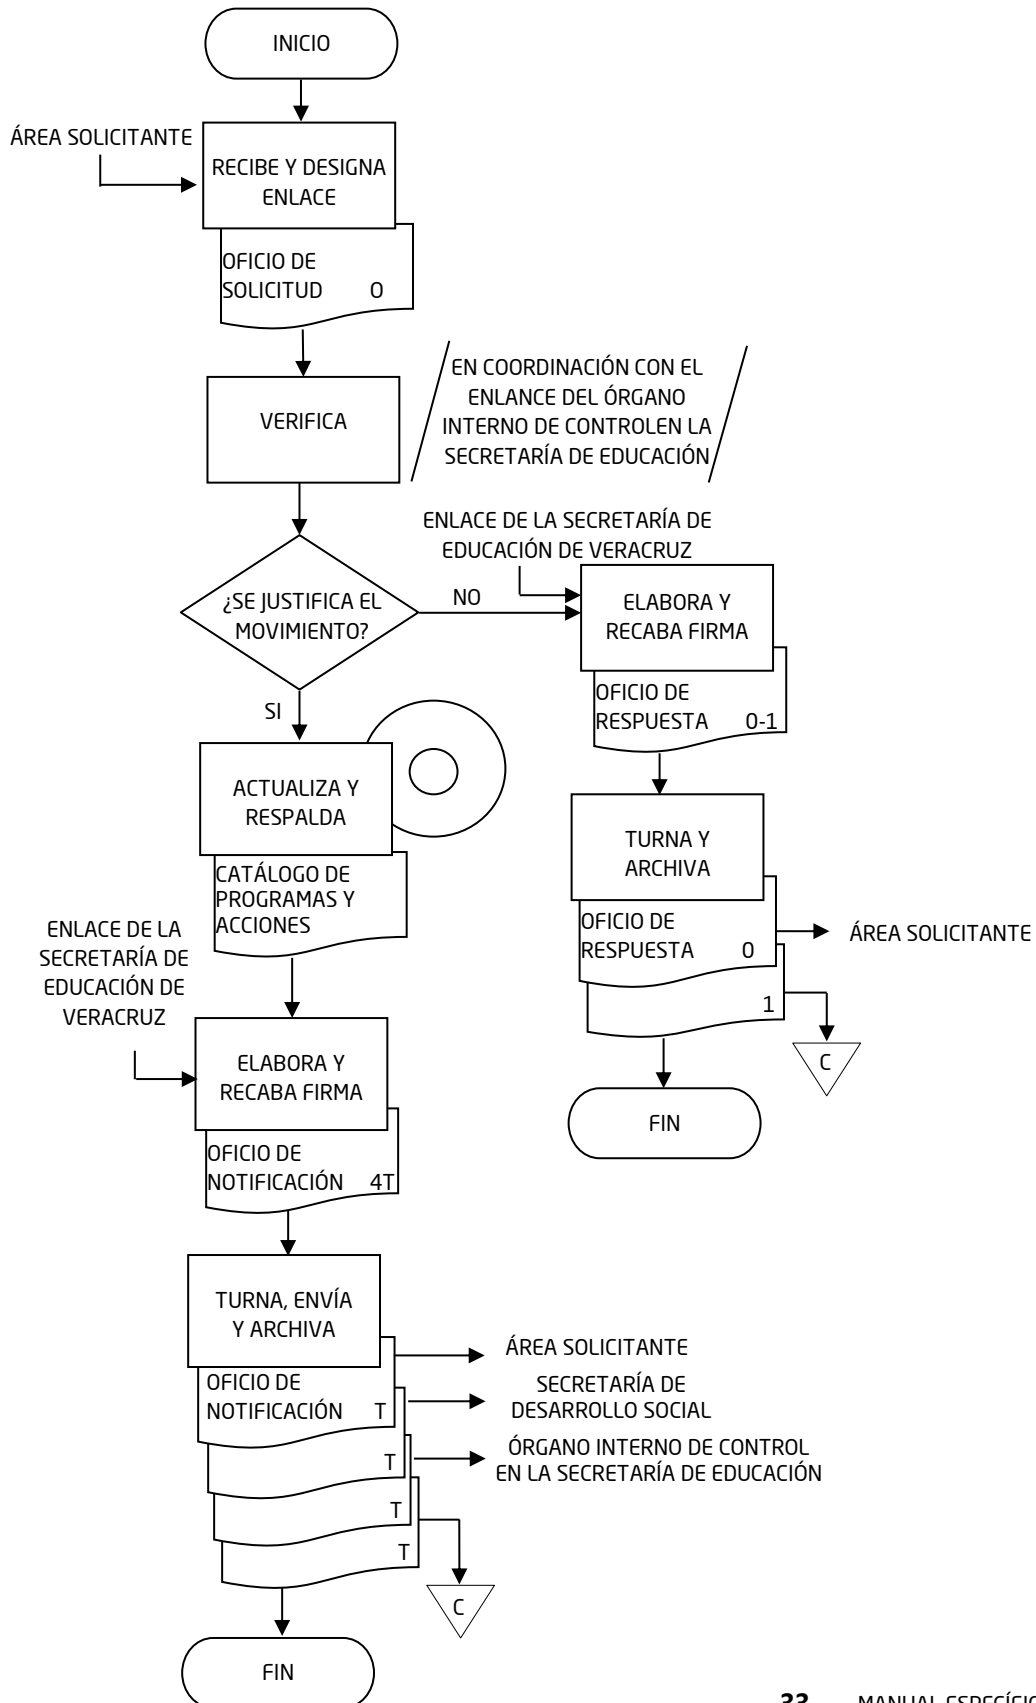 INICIO
ÁREA SOLICITANTE
RECIBE Y DESIGNA
ENLACE
OFICIO DE
SOLICITUD O
VERIFICA
EN COORDINACIÓN CON EL
ENLANCE DEL ÓRGANO
INTERNO DE CONTROLEN LA
SECRETARÍA DE EDUCACIÓN
¿SE JUSTIFICA EL
MOVIMIENTO?
NO
ENLACE DE LA SECRETARÍA DE
EDUCACIÓN DE VERACRUZ
ELABORA Y
RECABA FIRMA
OFICIO DE
RESPUESTA 0-1
TURNA Y
ARCHIVA
OFICIO DE
RESPUESTA 0
1
ÁREA SOLICITANTE
C
FIN
SI
ACTUALIZA Y
RESPALDA
CATÁLOGO DE
PROGRAMAS Y
ACCIONES
ENLACE DE LA
SECRETARÍA DE
EDUCACIÓN DE
VERACRUZ
ELABORA Y
RECABA FIRMA
OFICIO DE
NOTIFICACIÓN 4T
TURNA, ENVÍA
Y ARCHIVA
OFICIO DE
NOTIFICACIÓN T
T
T
T
ÁREA SOLICITANTE
SECRETARÍA DE
DESARROLLO SOCIAL
ÓRGANO INTERNO DE CONTROL
EN LA SECRETARÍA DE EDUCACIÓN
C
FIN